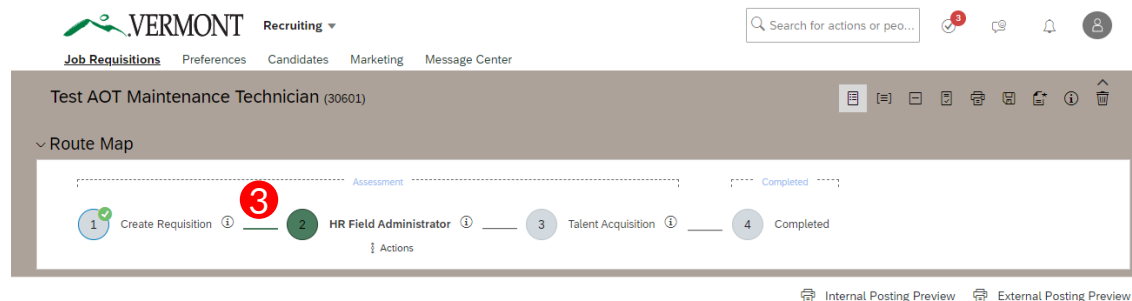 VERMONT Recruiting
Search for actions or peo...
3
Job Requisitions Preferences Candidates Marketing Message Center
Test AOT Maintenance Technician (30601)
Route Map
Assessment Completed
3
1 Create Requisition 2 HR Field Administrator 3 Talent Acquisition 4 Completed
Actions
Internal Posting Preview External Posting Preview